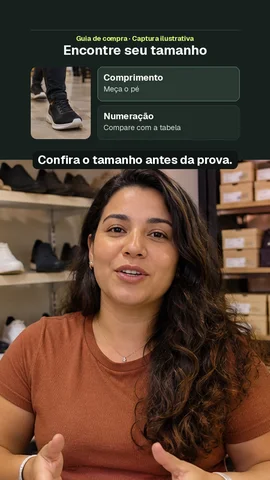 Guia de compra · Captura ilustrativa
Encontre seu tamanho
Comprimento
Meça o pé
Numeração
Compare com a tabela
Confira o tamanho antes da prova.